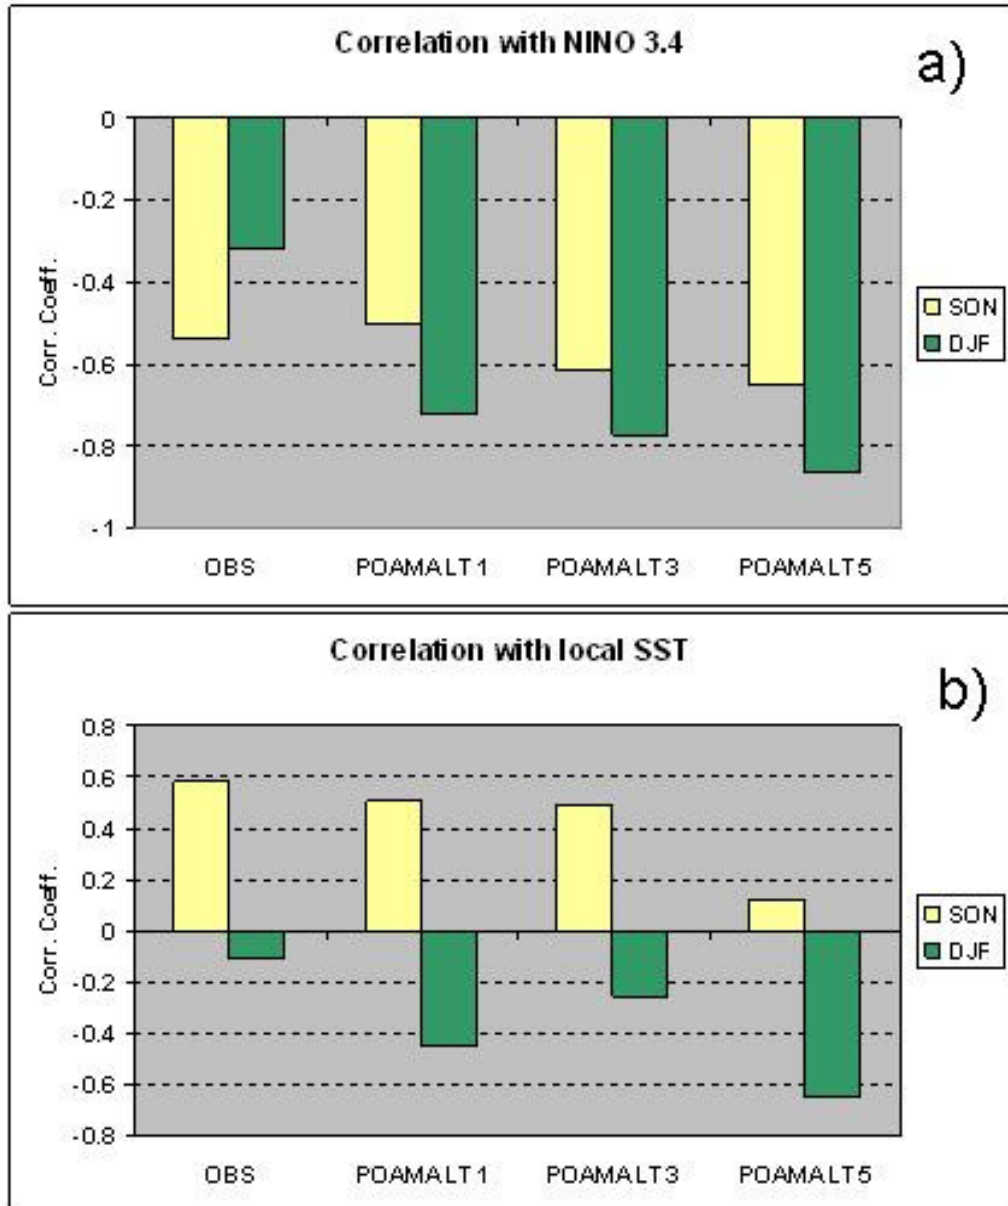 Correlation with NINO 3.4
a)
0
-0.2
-0.4
-0.6
-0.8
-1
Corr. Coeff.
SON
DJF
OBS
POAMALT1
POAMALT3
POAMALT5
Correlation with local SST
b)
0.8
0.6
0.4
0.2
0
-0.2
-0.4
-0.6
-0.8
Corr. Coeff.
SON
DJF
OBS
POAMALT1
POAMALT3
POAMALT5